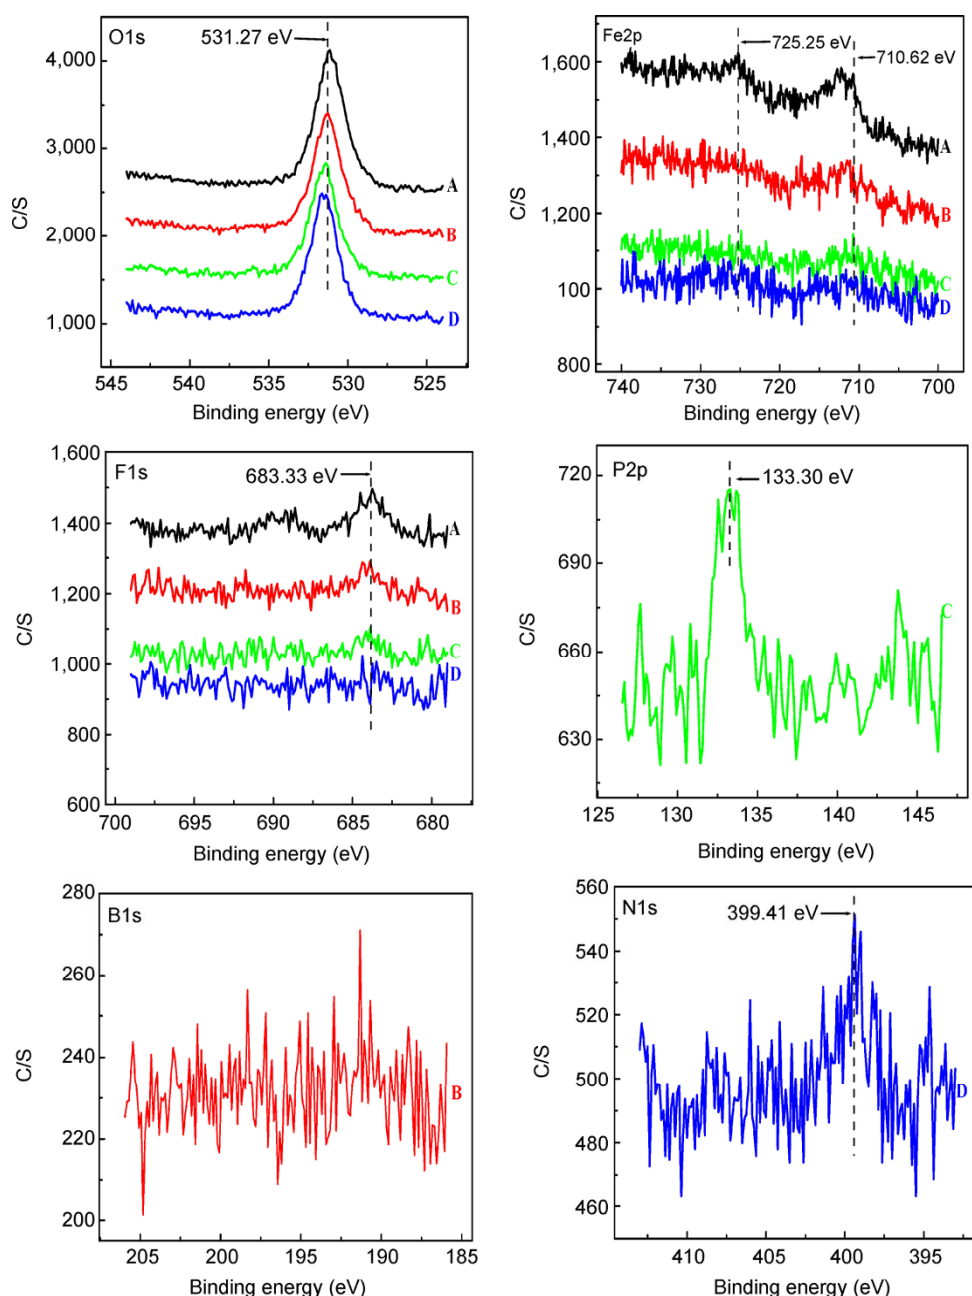 O1s
531.27 eV
4,000
3,000
2,000
1,000
C/S
A
B
C
D
545 540 535 530 525
Binding energy (eV)
Fe2p
725.25 eV
710.62 eV
1,600
1,400
1,200
100
800
C/S
A
B
C
D
740 730 720 710 700
Binding energy (eV)
F1s
683.33 eV
1,600
1,400
1,200
1,000
800
600
C/S
A
B
C
D
700 695 690 685 680
Binding energy (eV)
P2p
133.30 eV
720
690
660
630
C/S
C
125 130 135 140 145
Binding energy (eV)
B1s
280
260
240
220
200
C/S
B
205 200 195 190 185
Binding energy (eV)
N1s
399.41 eV
560
540
520
500
480
460
C/S
D
410 405 400 395
Binding energy (eV)